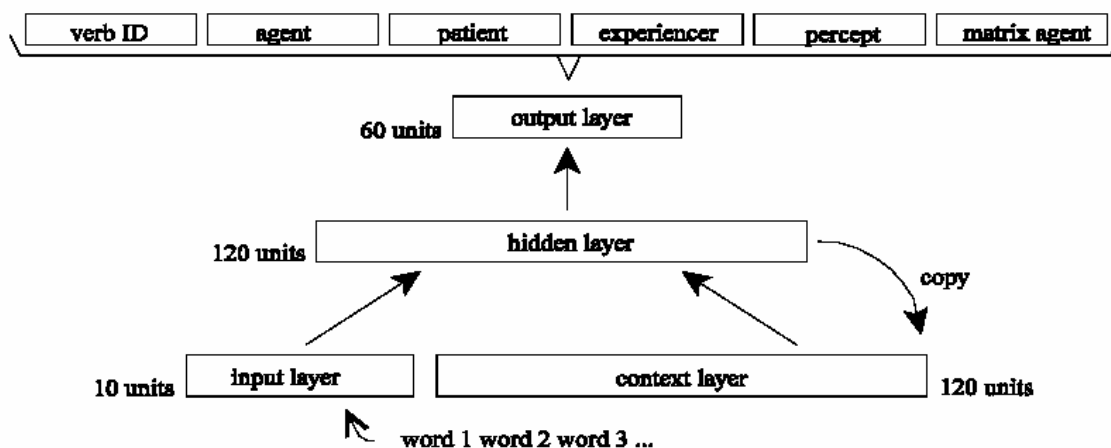 verb ID agent patient experiencer percept matrix agent
output layer
60 units
hidden layer
120 units
copy
input layer context layer
10 units 120 units
word 1 word 2 word 3 ...